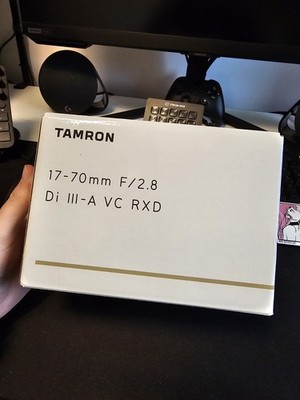 TAMRON
17-70mm F/2.8
Di III-A VC RXD